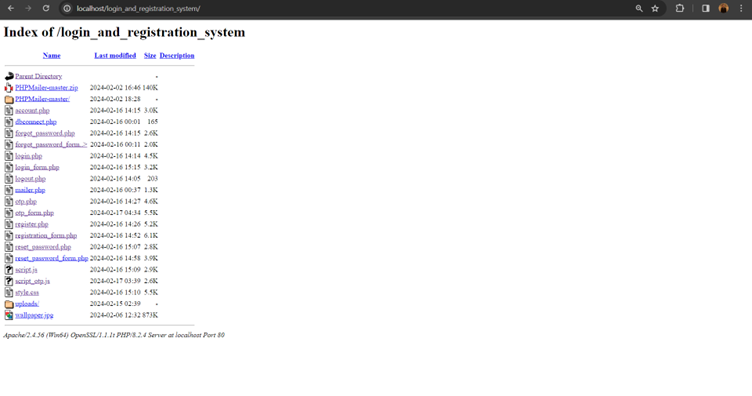 localhost/login_and_registration_system/
Index of /login_and_registration_system
Name Last modified Size Description
Parent Directory -
PHPMailer-master.zip 2024-02-02 16:46 140K
PHPMailer-master/ 2024-02-02 18:28 -
account.php 2024-02-16 14:15 3.0K
dbconnect.php 2024-02-16 00:01 165
forgot_password.php 2024-02-16 14:15 2.6K
forgot_password_form..> 2024-02-16 00:11 2.0K
login.php 2024-02-16 14:14 4.5K
login_form.php 2024-02-16 15:15 3.2K
logout.php 2024-02-16 14:05 203
mailer.php 2024-02-16 00:37 1.3K
otp.php 2024-02-16 14:27 4.6K
otp_form.php 2024-02-17 04:34 5.5K
register.php 2024-02-16 14:26 5.2K
registration_form.php 2024-02-16 14:52 6.1K
reset_password.php 2024-02-16 15:07 2.8K
reset_password_form.php 2024-02-16 14:58 3.9K
script.js 2024-02-16 15:09 2.9K
script_otp.js 2024-02-17 03:39 2.6K
style.css 2024-02-16 15:10 5.5K
uploads/ 2024-02-15 02:39 -
wallpaper.jpg 2024-02-06 12:32 873K
Apache/2.4.56 (Win64) OpenSSL/1.1.1t PHP/8.2.4 Server at localhost Port 80